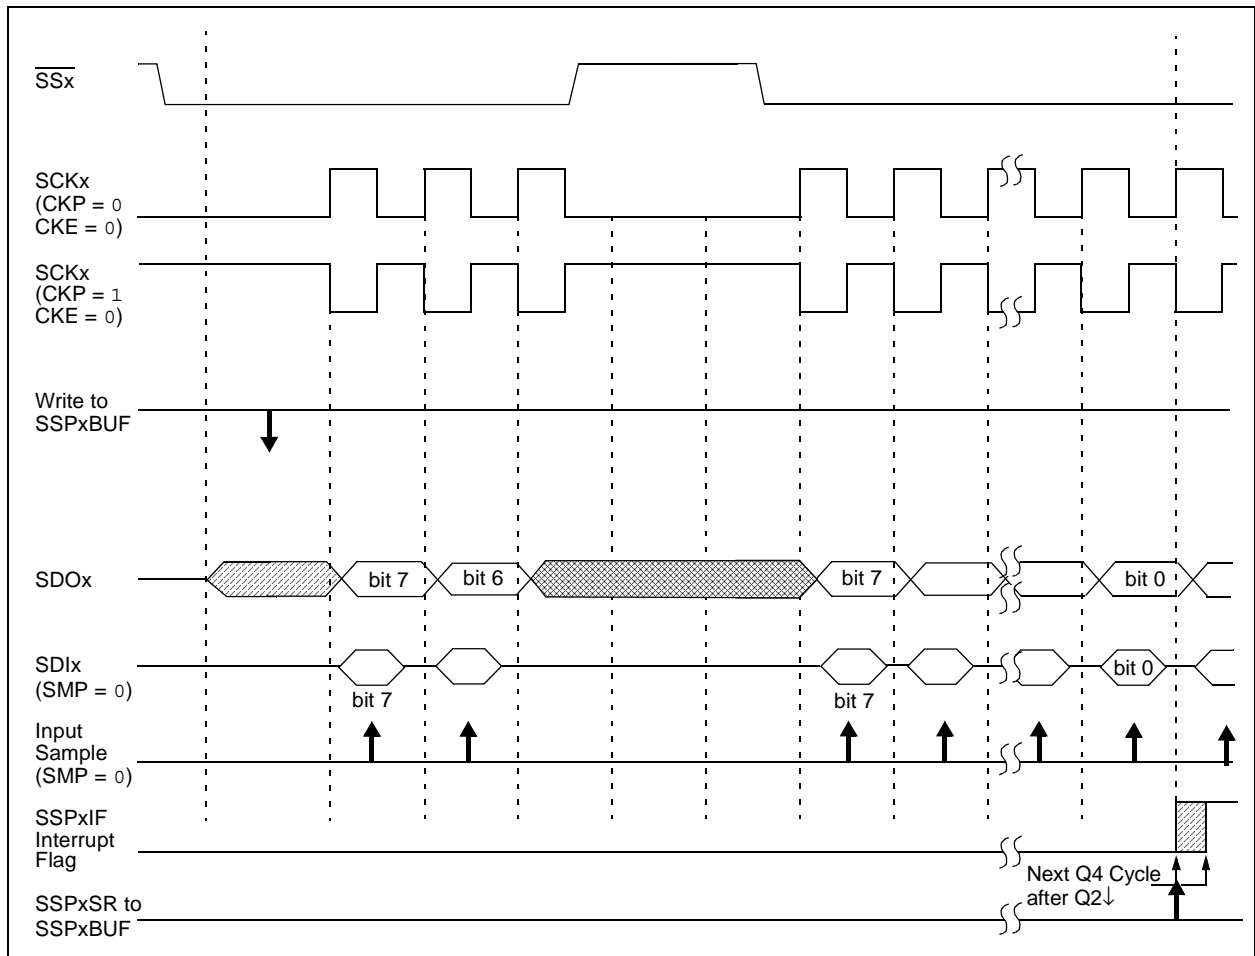 SSx
SCKx
(CKP = 0
CKE = 0)
SCKx
(CKP = 1
CKE = 0)
Write to
SSPxBUF
SDOx
bit 7
bit 6
bit 7
bit 0
SDIx
(SMP = 0)
bit 7
bit 7
bit 0
Input
Sample
(SMP = 0)
SSPxIF
Interrupt
Flag
Next Q4 Cycle
after Q2↓
SSPxSR to
SSPxBUF